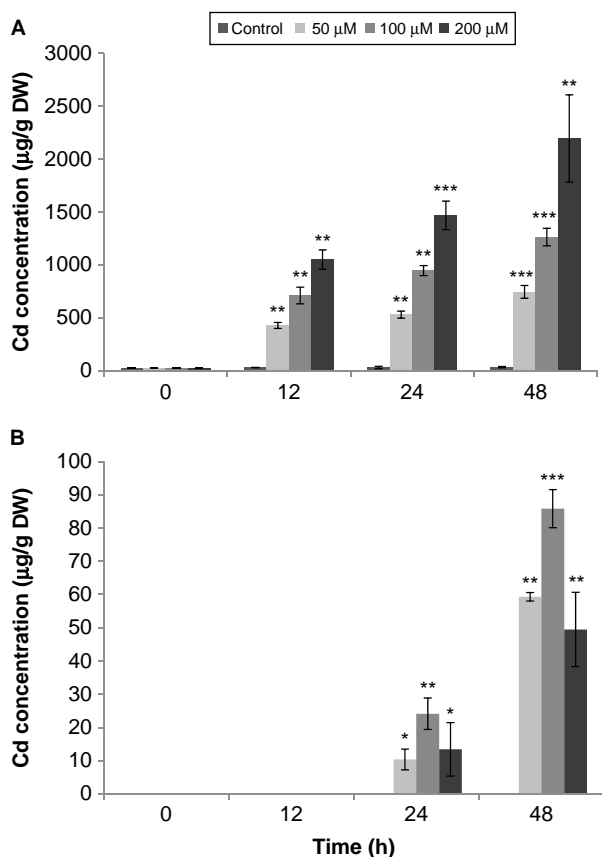 A
Control 50 μM 100 μM 200 μM
Cd concentration (μg/g DW)
3000
2500
2000
1500
1000
500
0
** ** **
** ** ***
*** *** **
0 12 24 48
B
Cd concentration (μg/g DW)
100
90
80
70
60
50
40
30
20
10
0
* ** *
** *** **
0 12 24 48
Time (h)